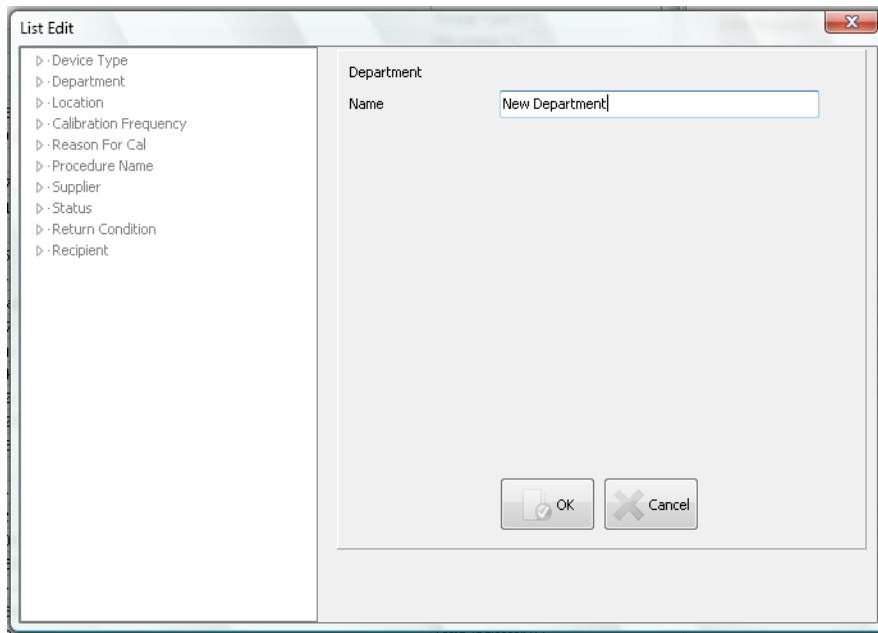 List Edit
Device Type
Department
Location
Calibration Frequency
Reason For Cal
Procedure Name
Supplier
Status
Return Condition
Recipient
Department
Name New Department
OK Cancel